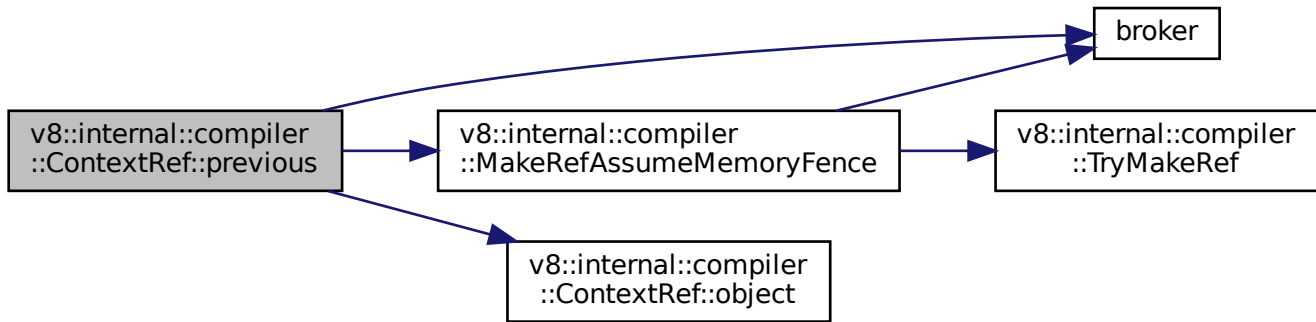 v8::internal::compiler
::ContextRef::previous
broker
v8::internal::compiler
::MakeRefAssumeMemoryFence
v8::internal::compiler
::TryMakeRef
v8::internal::compiler
::ContextRef::object